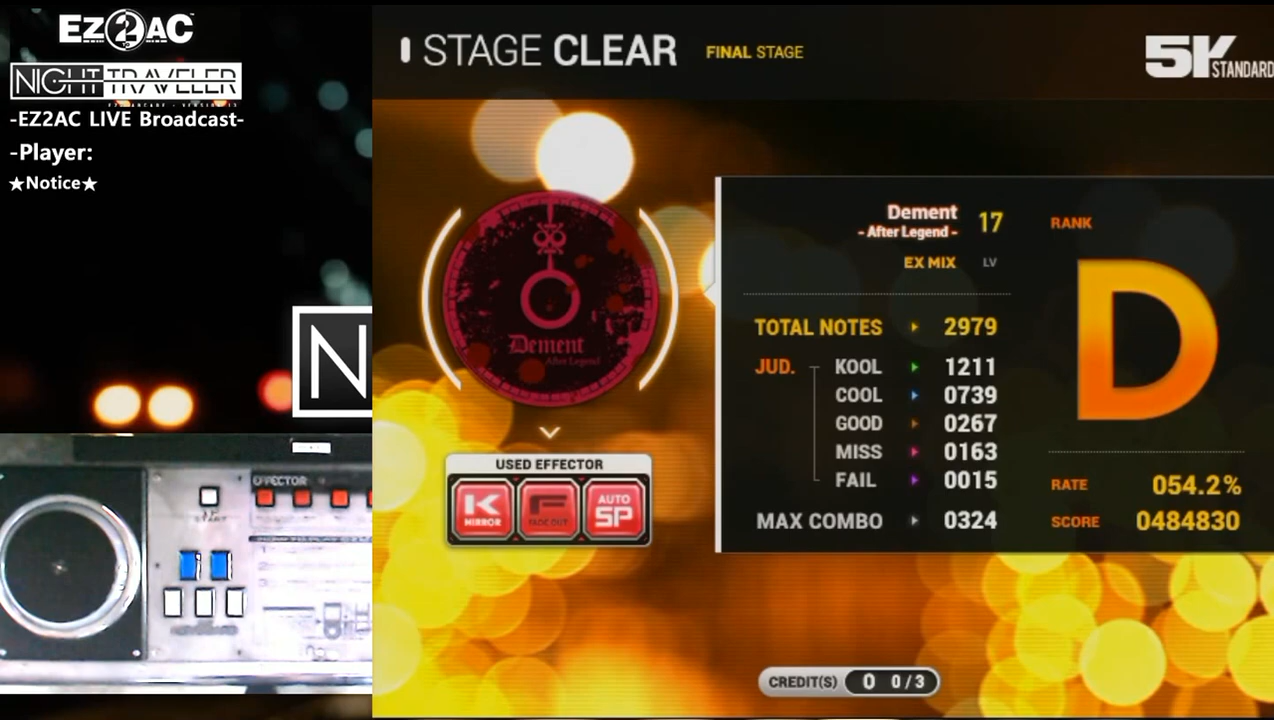 EZ2AC
NIGHT TRAVELER
-EZ2AC LIVE Broadcast-
-Player:
★Notice★
N
EFFECTOR
START
STAGE CLEAR
FINAL STAGE
5K STANDARD
Dement
After Legend
USED EFFECTOR
K MIRROR
F FADE OUT
AUTO SP
Dement 17
- After Legend -
EX MIX LV
TOTAL NOTES 2979
JUD. KOOL 1211
COOL 0739
GOOD 0267
MISS 0163
FAIL 0015
MAX COMBO 0324
RANK
D
RATE 054.2%
SCORE 0484830
CREDIT(S) 0 0/3